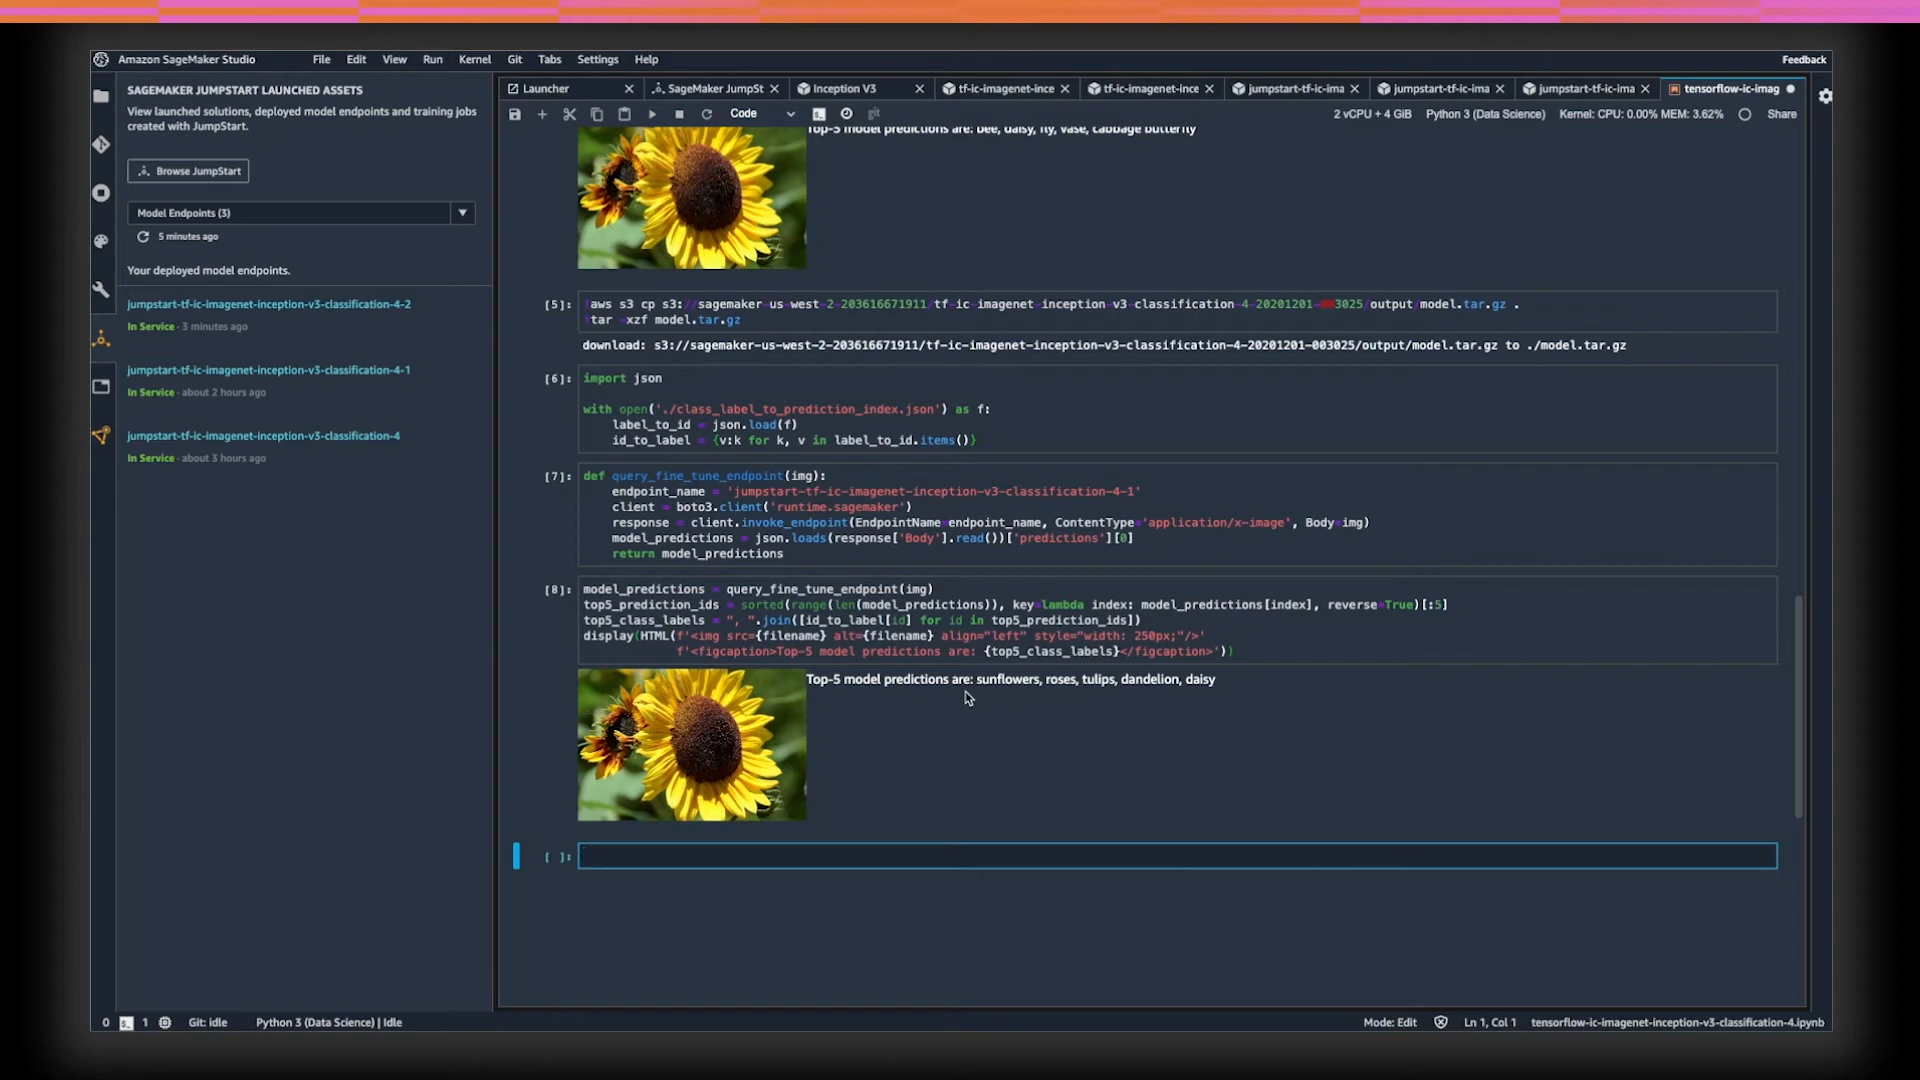 Amazon SageMaker Studio File Edit View Run Kernel Git Tabs Settings Help Feedback
SAGEMAKER JUMPSTART LAUNCHED ASSETS
View launched solutions, deployed model endpoints and training jobs
created with JumpStart.
Browse JumpStart
Model Endpoints (3)
5 minutes ago
Your deployed model endpoints.
jumpstart-tf-ic-imagenet-inception-v3-classification-4-2
In Service - 3 minutes ago
jumpstart-tf-ic-imagenet-inception-v3-classification-4-1
In Service - about 2 hours ago
jumpstart-tf-ic-imagenet-inception-v3-classification-4
In Service - about 3 hours ago
Launcher SageMaker JumpSt Inception V3 tf-ic-imagenet-ince tf-ic-imagenet-ince jumpstart-tf-ic-ima jumpstart-tf-ic-ima jumpstart-tf-ic-ima tensorflow-ic-imag
Code 2 vCPU + 4 GiB Python 3 (Data Science) Kernel: CPU: 0.00% MEM: 3.62% Share
Top-5 model predictions are: bee, daisy, fly, vase, cabbage butterfly
[5]: !aws s3 cp s3://sagemaker-us-west-2-203616671911/tf-ic-imagenet-inception-v3-classification-4-20201201-003025/output/model.tar.gz .
!tar -xzf model.tar.gz
download: s3://sagemaker-us-west-2-203616671911/tf-ic-imagenet-inception-v3-classification-4-20201201-003025/output/model.tar.gz to ./model.tar.gz
[6]: import json
with open('./class_label_to_prediction_index.json') as f:
label_to_id = json.load(f)
id_to_label = {v:k for k, v in label_to_id.items()}
[7]: def query_fine_tune_endpoint(img):
endpoint_name = 'jumpstart-tf-ic-imagenet-inception-v3-classification-4-1'
client = boto3.client('runtime.sagemaker')
response = client.invoke_endpoint(EndpointName=endpoint_name, ContentType='application/x-image', Body=img)
model_predictions = json.loads(response['Body'].read())['predictions'][0]
return model_predictions
[8]: model_predictions = query_fine_tune_endpoint(img)
top5_prediction_ids = sorted(range(len(model_predictions)), key=lambda index: model_predictions[index], reverse=True)[:5]
top5_class_labels = ", ".join([id_to_label[id] for id in top5_prediction_ids])
display(HTML(f'<img src={filename} alt={filename} align="left" style="width: 250px;"/>'
f'<figcaption>Top-5 model predictions are: {top5_class_labels}</figcaption>'))
Top-5 model predictions are: sunflowers, roses, tulips, dandelion, daisy
[ ]:
0 1 Git: idle Python 3 (Data Science) | Idle Mode: Edit Ln 1, Col 1 tensorflow-ic-imagenet-inception-v3-classification-4.ipynb